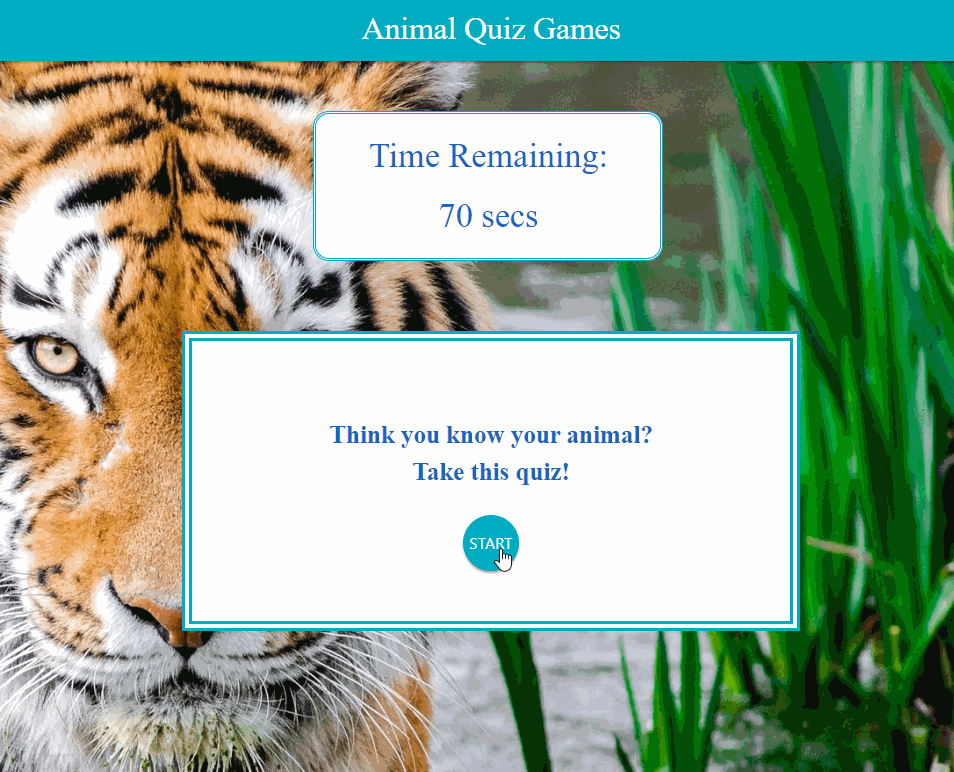 Animal Quiz Games
Time Remaining:
70 secs
Think you know your animal?
Take this quiz!
START